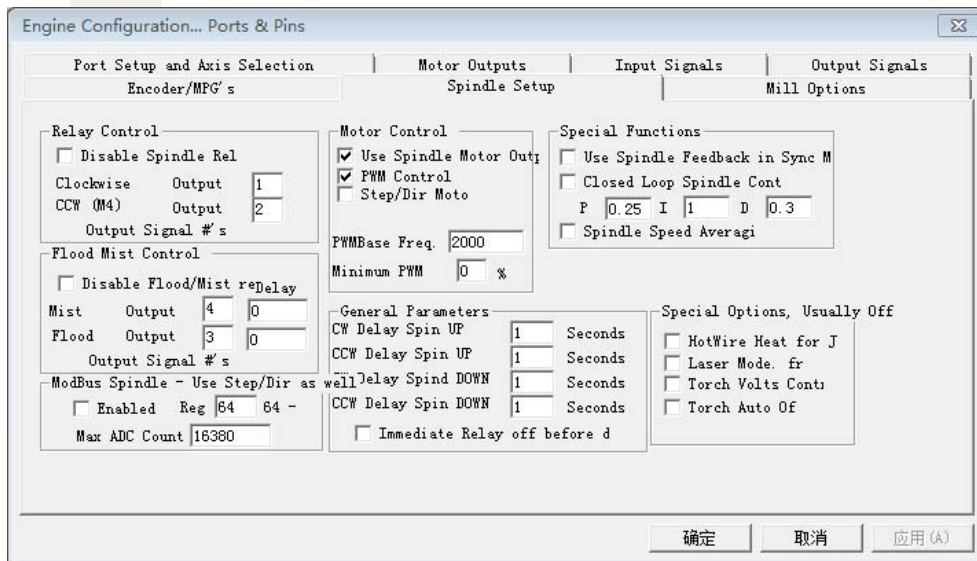 Engine Configuration... Ports & Pins
Port Setup and Axis Selection
Motor Outputs
Input Signals
Output Signals
Encoder/MPG's
Spindle Setup
Mill Options
Relay Control
Disable Spindle Rel
Clockwise Output 1
CCW (M4) Output 2
Output Signal #'s
Flood Mist Control
Disable Flood/Mist re Delay
Mist Output 4 0
Flood Output 3 0
Output Signal #'s
ModBus Spindle - Use Step/Dir as well
Enabled Reg 64 64 -
Max ADC Count 16380
Motor Control
Use Spindle Motor Outp
PWM Control
Step/Dir Moto
PWMBase Freq. 2000
Minimum PWM 0 %
General Parameters
CW Delay Spin UP 1 Seconds
CCW Delay Spin UP 1 Seconds
Delay Spind DOWN 1 Seconds
CCW Delay Spin DOWN 1 Seconds
Immediate Relay off before d
Special Functions
Use Spindle Feedback in Sync M
Closed Loop Spindle Cont
P 0.25 I 1 D 0.3
Spindle Speed Averagi
Special Options, Usually Off
HotWire Heat for J
Laser Mode. fr
Torch Volts Cont
Torch Auto Of
确定
取消
应用(A)